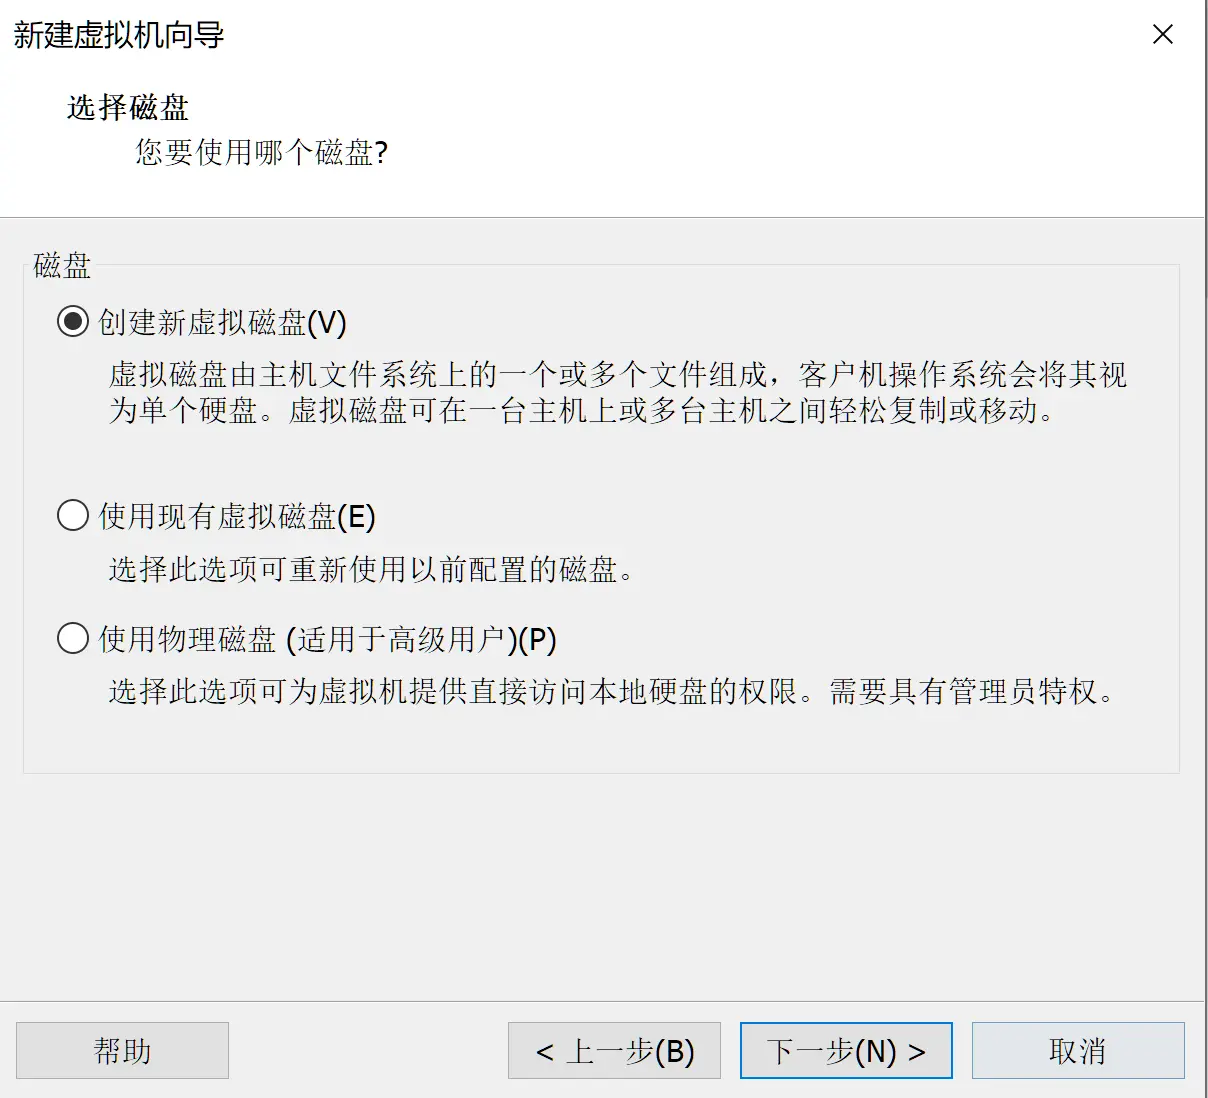 新建虚拟机向导
选择磁盘
您要使用哪个磁盘?
磁盘
创建新虚拟磁盘(V)
虚拟磁盘由主机文件系统上的一个或多个文件组成，客户机操作系统会将其视
为单个硬盘。虚拟磁盘可在一台主机上或多台主机之间轻松复制或移动。
使用现有虚拟磁盘(E)
选择此选项可重新使用以前配置的磁盘。
使用物理磁盘 (适用于高级用户)(P)
选择此选项可为虚拟机提供直接访问本地硬盘的权限。需要具有管理员特权。
帮助
< 上一步(B)
下一步(N) >
取消